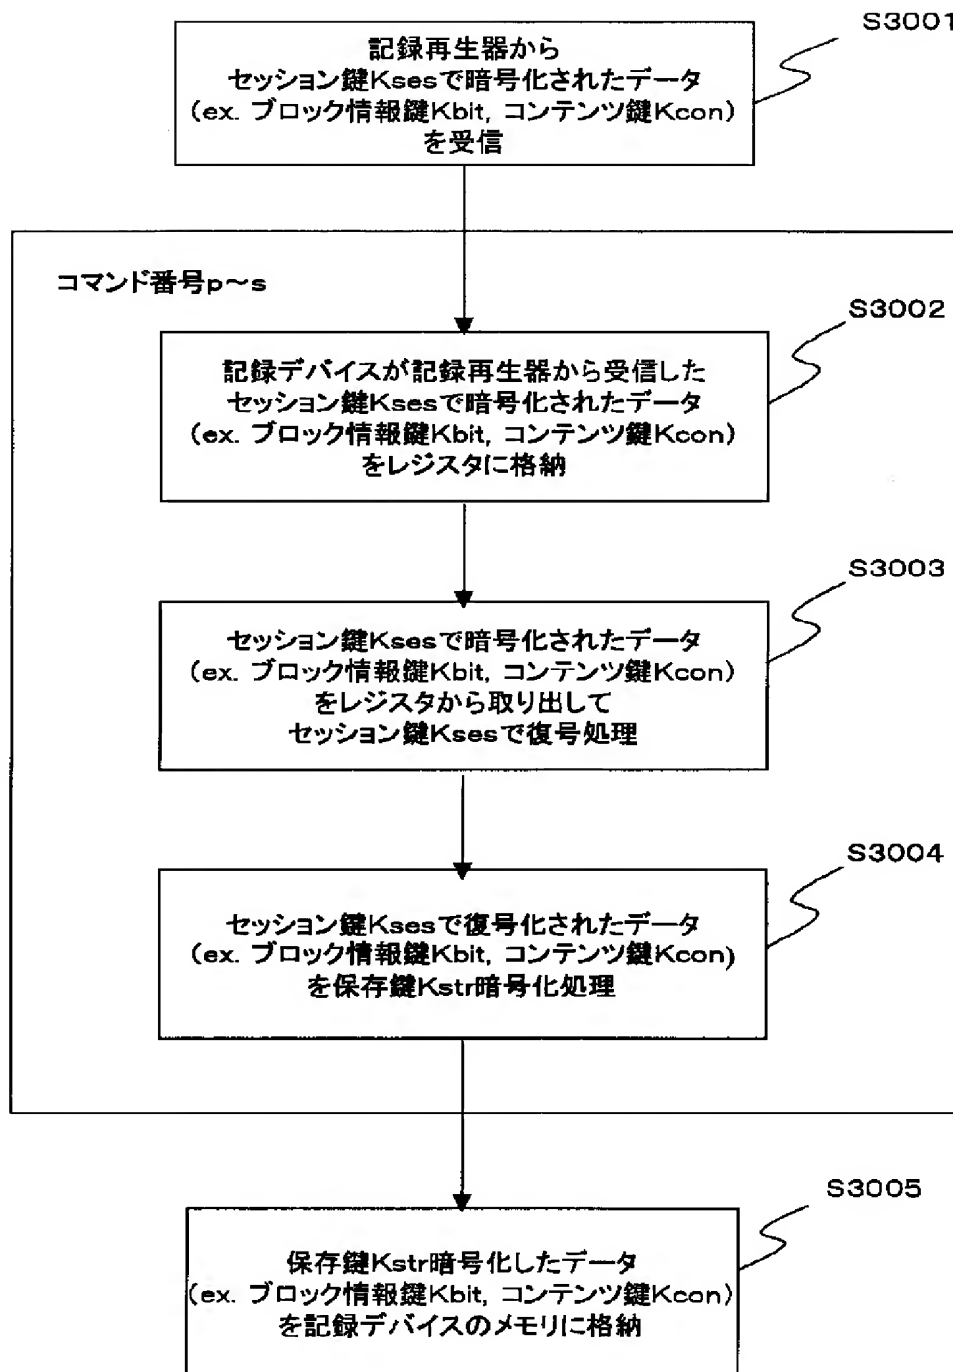 S3001
記録再生器から
セッション鍵Ksesで暗号化されたデータ
(ex. ブロック情報鍵Kbit, コンテンツ鍵Kcon)
を受信
コマンド番号p～s
S3002
記録デバイスが記録再生器から受信した
セッション鍵Ksesで暗号化されたデータ
(ex. ブロック情報鍵Kbit, コンテンツ鍵Kcon)
をレジスタに格納
S3003
セッション鍵Ksesで暗号化されたデータ
(ex. ブロック情報鍵Kbit, コンテンツ鍵Kcon)
をレジスタから取り出して
セッション鍵Ksesで復号処理
S3004
セッション鍵Ksesで復号化されたデータ
(ex. ブロック情報鍵Kbit, コンテンツ鍵Kcon)
を保存鍵Kstr暗号化処理
S3005
保存鍵Kstr暗号化したデータ
(ex. ブロック情報鍵Kbit, コンテンツ鍵Kcon)
を記録デバイスのメモリに格納